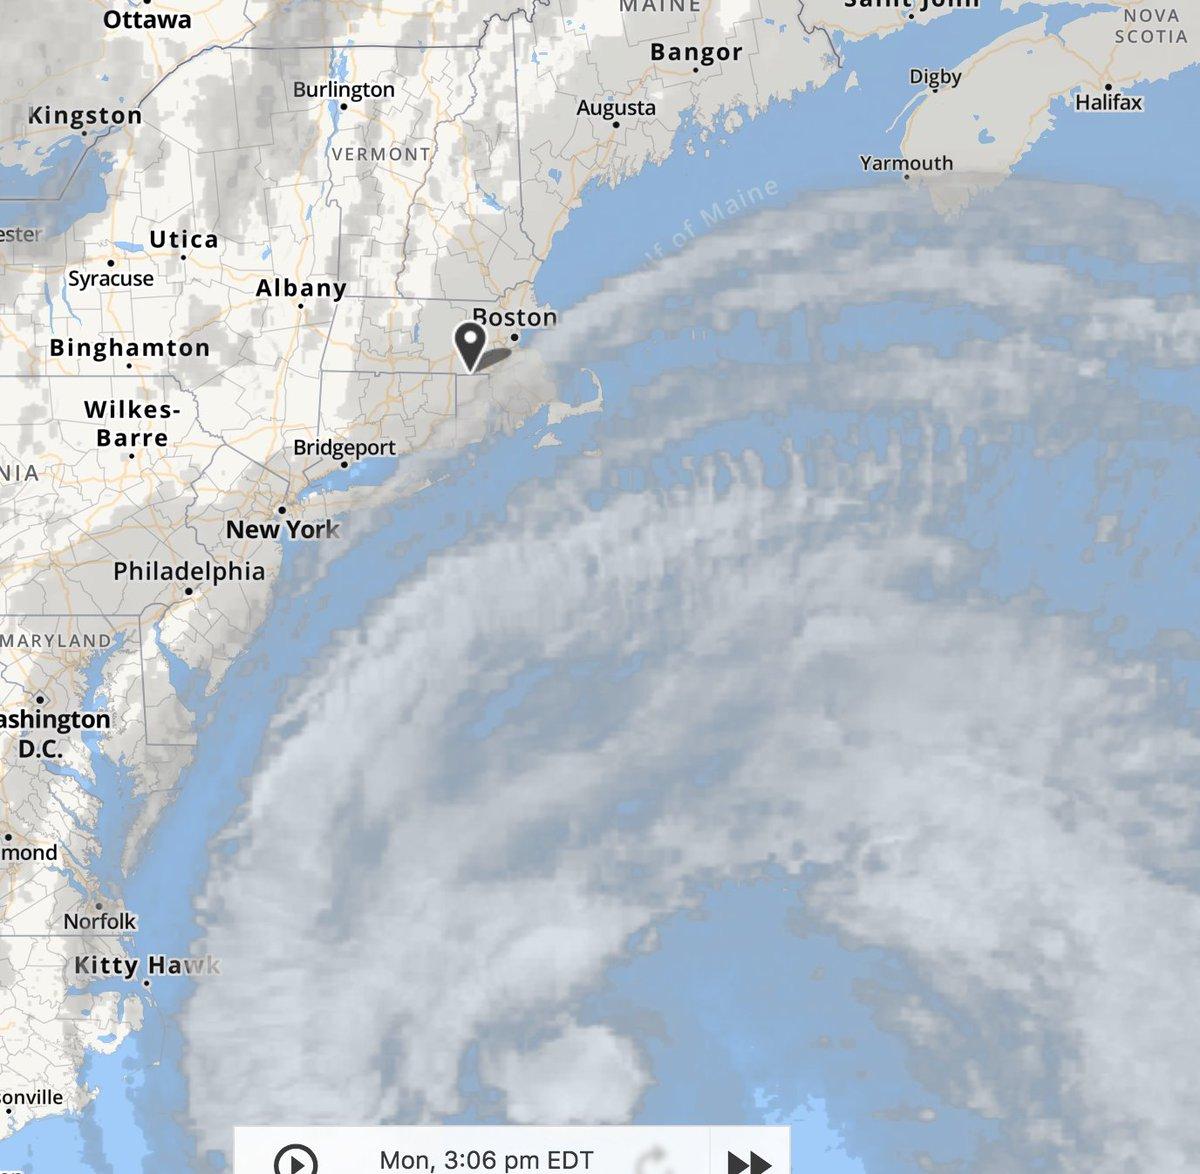 MAINE
Saint John
NOVA
SCOTIA
Ottawa
Bangor
Digby
Burlington
Halifax
Augusta
Kingston
VERMONT
Yarmouth
Gulf of Maine
ester
Utica
Syracuse
Albany
Boston
Binghamton
Wilkes-
Barre
Bridgeport
NIA
New York
Philadelphia
MARYLAND
ashington
D.C.
mond
Norfolk
Kitty Hawk
sonville
Mon, 3:06 pm EDT